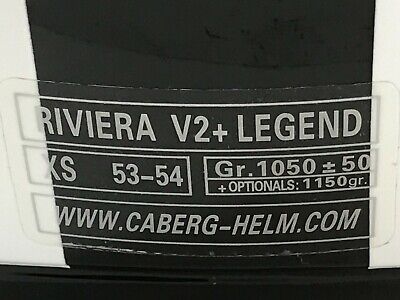 RIVIERA V2+ LEGEND
XS 53-54 Gr.1050 ± 50
+OPTIONALS: 1150gr.
WWW.CABERG-HELM.COM